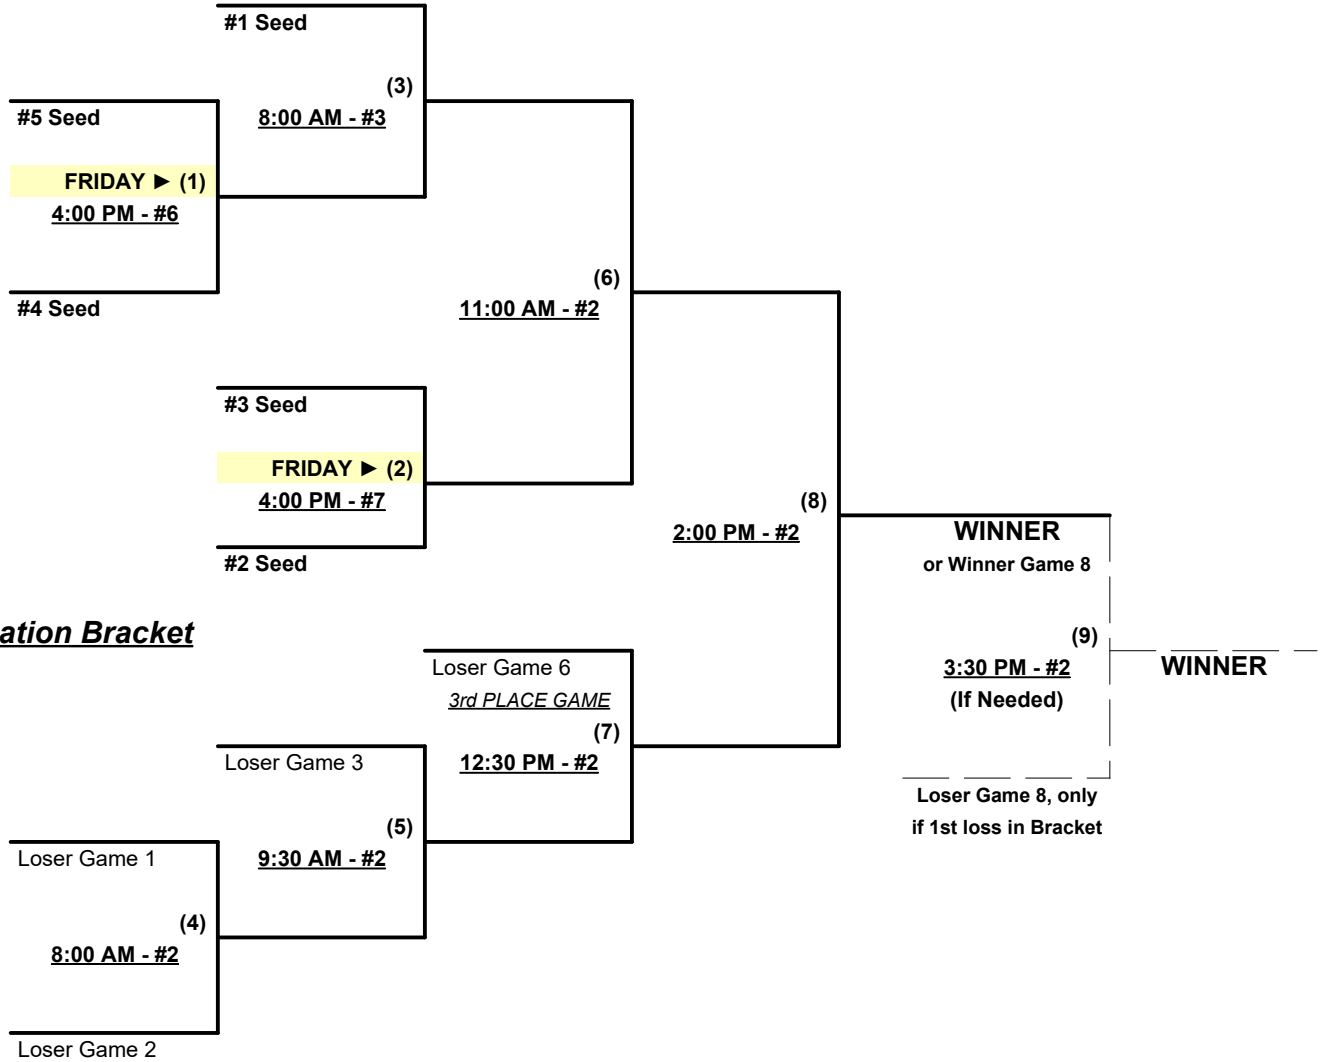 #1 Seed
(3)
8:00 AM - #3
#5 Seed
FRIDAY ► (1)
4:00 PM - #6
#4 Seed
(6)
11:00 AM - #2
#3 Seed
FRIDAY ► (2)
4:00 PM - #7
#2 Seed
(8)
2:00 PM - #2
WINNER
or Winner Game 8
(9)
3:30 PM - #2
(If Needed)
WINNER
Loser Game 8, only
if 1st loss in Bracket
ation Bracket
Loser Game 6
3rd PLACE GAME
(7)
12:30 PM - #2
Loser Game 3
(5)
9:30 AM - #2
Loser Game 1
(4)
8:00 AM - #2
Loser Game 2